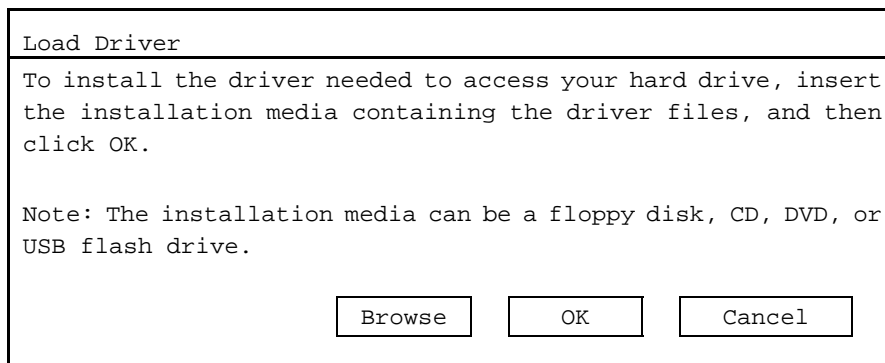 Load Driver
To install the driver needed to access your hard drive, insert
the installation media containing the driver files, and then
click OK.
Note: The installation media can be a floppy disk, CD, DVD, or
USB flash drive.
Browse OK Cancel